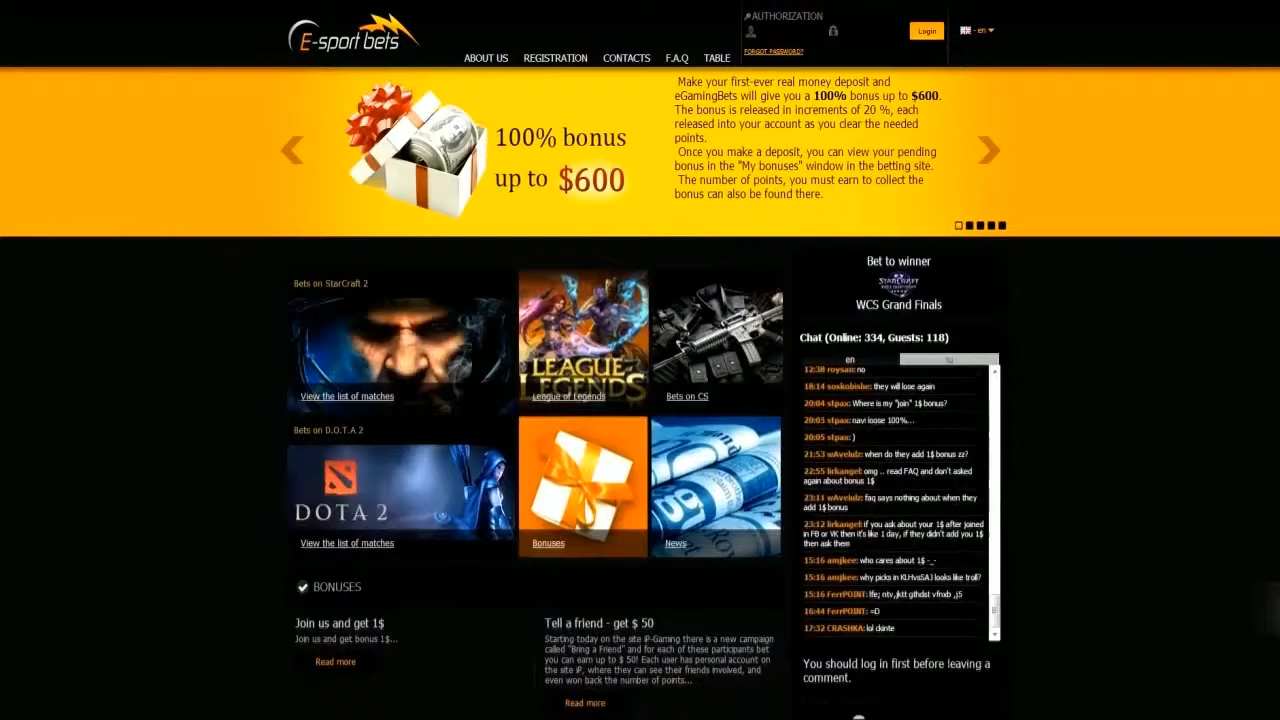 E-sport bets
AUTHORIZATION
Login
- en
FORGOT PASSWORD?
ABOUT US
REGISTRATION
CONTACTS
F.A.Q
TABLE
100% bonus
up to $600
Make your first-ever real money deposit and
eGamingBets will give you a 100% bonus up to $600.
The bonus is released in increments of 20 %, each
released into your account as you clear the needed
points.
Once you make a deposit, you can view your pending
bonus in the "My bonuses" window in the betting site.
The number of points, you must earn to collect the
bonus can also be found there.
Bets on StarCraft 2
View the list of matches
LEAGUE
LEGENDS
League of Legends
Bets on CS
Bets on D.O.T.A 2
DOTA 2
View the list of matches
Bonuses
News
BONUSES
Join us and get 1$
Join us and get bonus 1$...
Read more
Tell a friend - get $ 50
Starting today on the site iP-Gaming there is a new campaign
called "Bring a Friend" and for each of these participants bet
you can earn up to $ 50! Each user has personal account on
the site iP, where they can see their friends involved, and
even won back the number of points...
Read more
Bet to winner
STARCRAFT
WCS Grand Finals
Chat (Online: 334, Guests: 118)
en
ru
12:38 roysan: no
18:14 soskobishe: they will lose again
20:04 stpax: Where is my "join" 1$ bonus?
20:05 stpax: navi loose 100%...
20:05 stpax: )
21:53 wAvelulz: when do they add 1$ bonus zz?
22:55 lirkangel: omg .. read FAQ and don't asked
again about bonus 1$
23:11 wAvelulz: faq says nothing about when they
add 1$ bonus
23:12 lirkangel: if you ask about your 1$ after joined
in FB or VK then it's like 1 day, if they didn't add you 1$
then ask them
15:16 amjkee: who cares about 1$ -_-
15:16 amjkee: why picks in KLHvsSAJ looks like troll?
15:16 FerrPOINT: lfe; ntv,jktt gthdst vfnxb ,j5
16:44 FerrPOINT: =D
17:32 CRASHKA: lol ckinte
You should log in first before leaving a
comment.